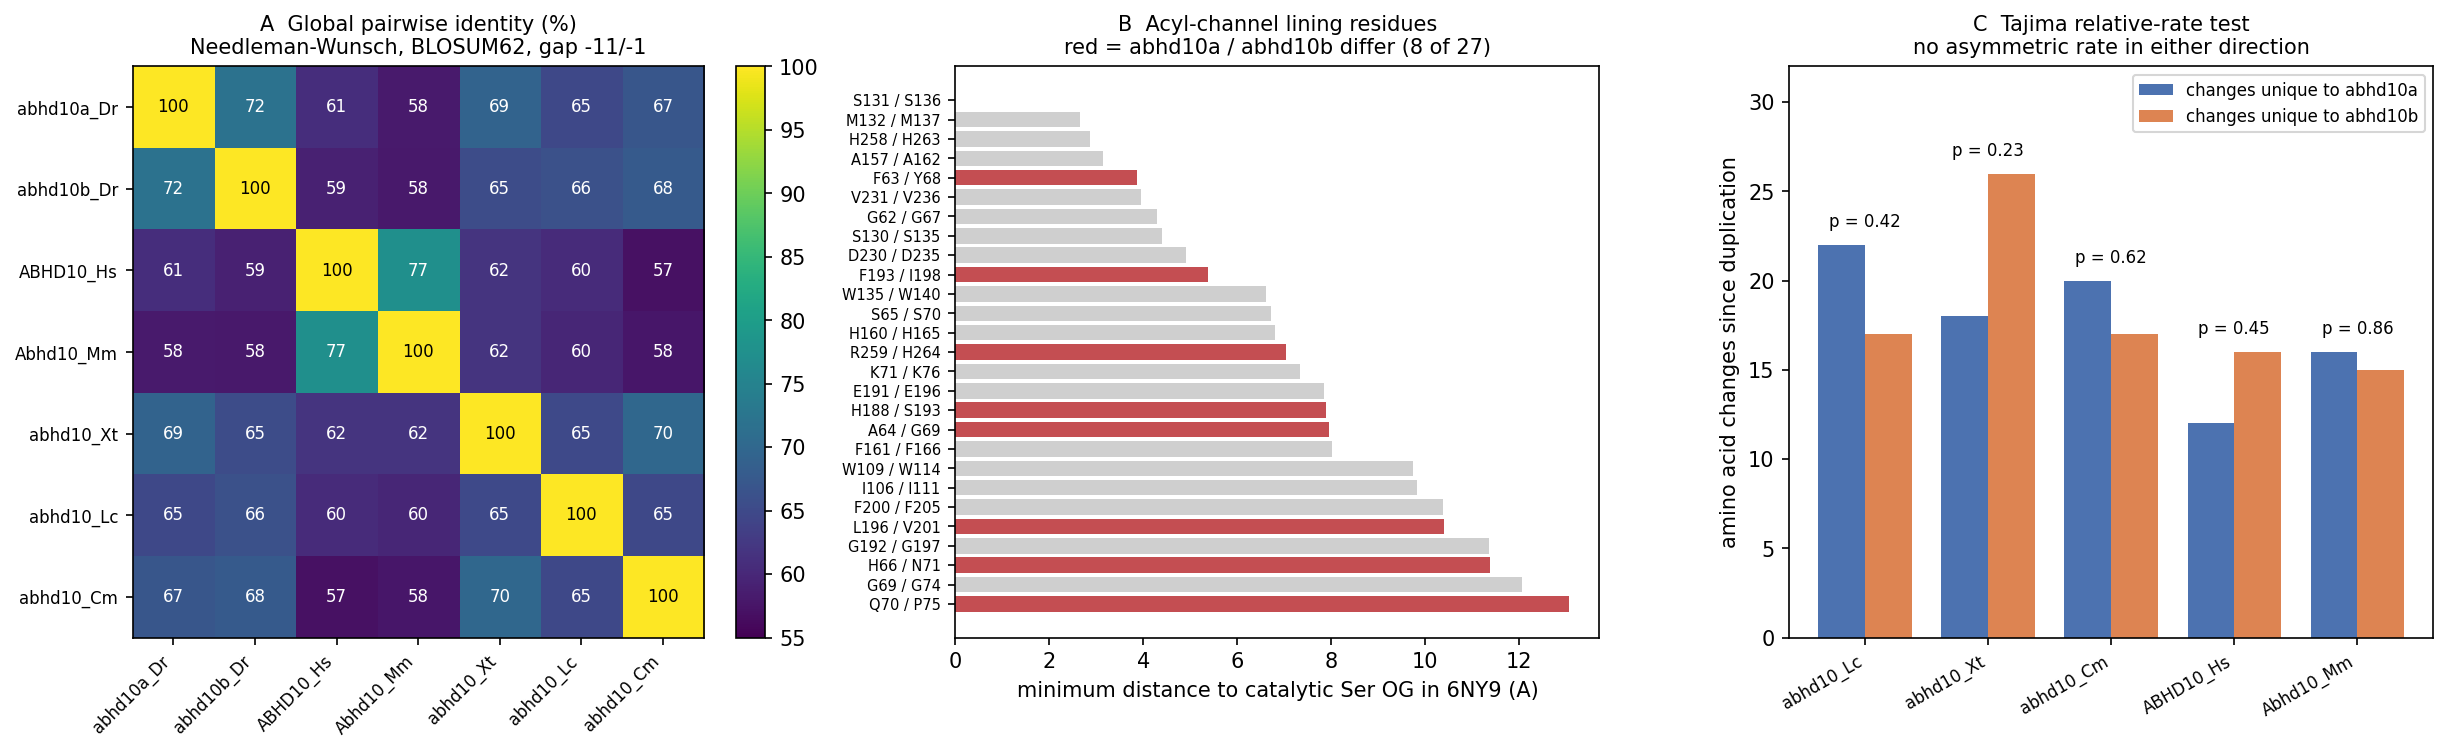 A  Global pairwise identity (%)
Needleman-Wunsch, BLOSUM62, gap -11/-1
abhd10a_Dr
abhd10b_Dr
ABHD10_Hs
Abhd10_Mm
abhd10_Xt
abhd10_Lc
abhd10_Cm
100 72 61 58 69 65 67
72 100 59 58 65 66 68
61 59 100 77 62 60 57
58 58 77 100 62 60 58
69 65 62 62 100 65 70
65 66 60 60 65 100 65
67 68 57 58 70 65 100
abhd10a_Dr
abhd10b_Dr
ABHD10_Hs
Abhd10_Mm
abhd10_Xt
abhd10_Lc
abhd10_Cm
100
95
90
85
80
75
70
65
60
55
B  Acyl-channel lining residues
red = abhd10a / abhd10b differ (8 of 27)
S131 / S136
M132 / M137
H258 / H263
A157 / A162
F63 / Y68
V231 / V236
G62 / G67
S130 / S135
D230 / D235
F193 / I198
W135 / W140
S65 / S70
H160 / H165
R259 / H264
K71 / K76
E191 / E196
H188 / S193
A64 / G69
F161 / F166
W109 / W114
I106 / I111
F200 / F205
L196 / V201
G192 / G197
H66 / N71
G69 / G74
Q70 / P75
0 2 4 6 8 10 12
minimum distance to catalytic Ser OG in 6NY9 (A)
C  Tajima relative-rate test
no asymmetric rate in either direction
changes unique to abhd10a
changes unique to abhd10b
amino acid changes since duplication
30
25
20
15
10
5
0
p = 0.42
p = 0.23
p = 0.62
p = 0.45
p = 0.86
abhd10_Lc
abhd10_Xt
abhd10_Cm
ABHD10_Hs
Abhd10_Mm